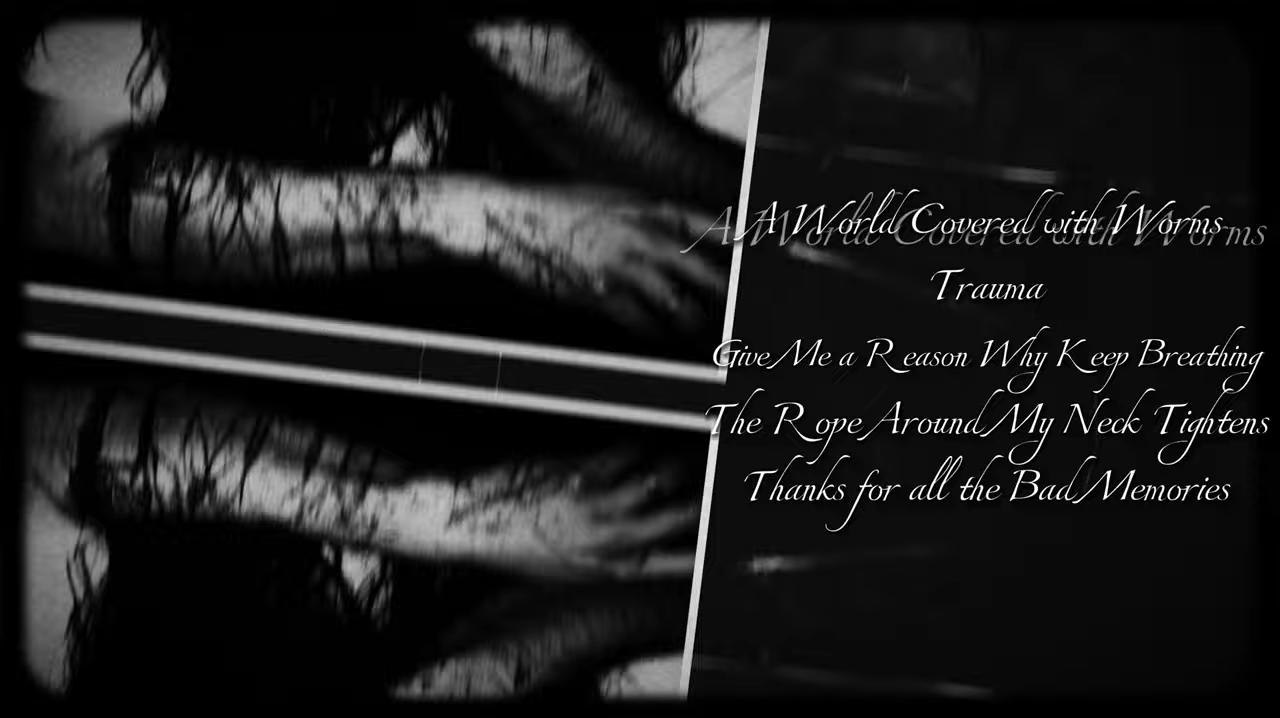 A World Covered with Worms
Trauma
Give Me a Reason Why Keep Breathing
The Rope Around My Neck Tightens
Thanks for all the Bad Memories